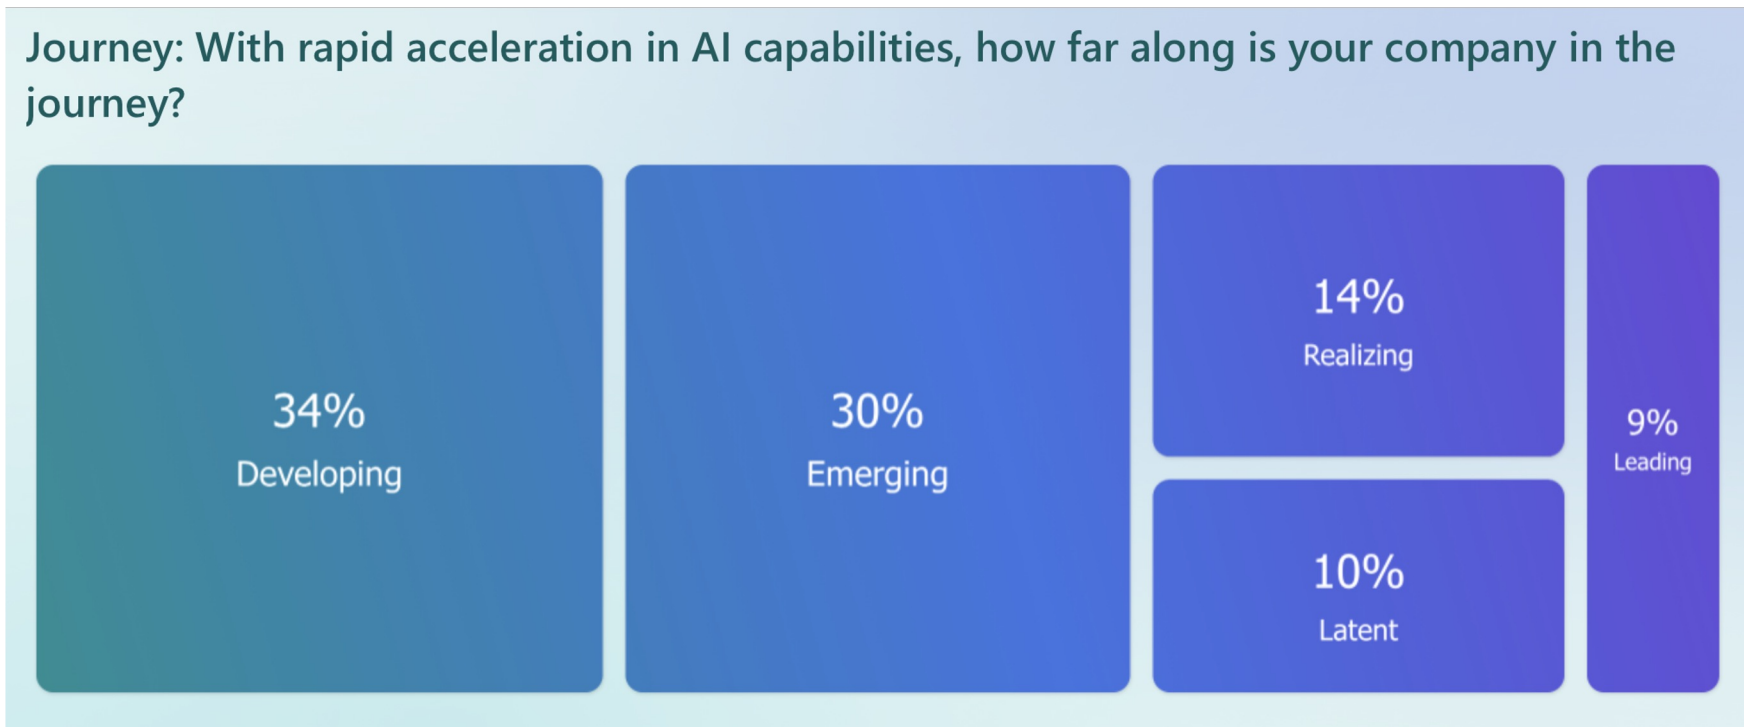 Journey: With rapid acceleration in AI capabilities, how far along is your company in the
journey?
34%
Developing
30%
Emerging
14%
Realizing
10%
Latent
9%
Leading